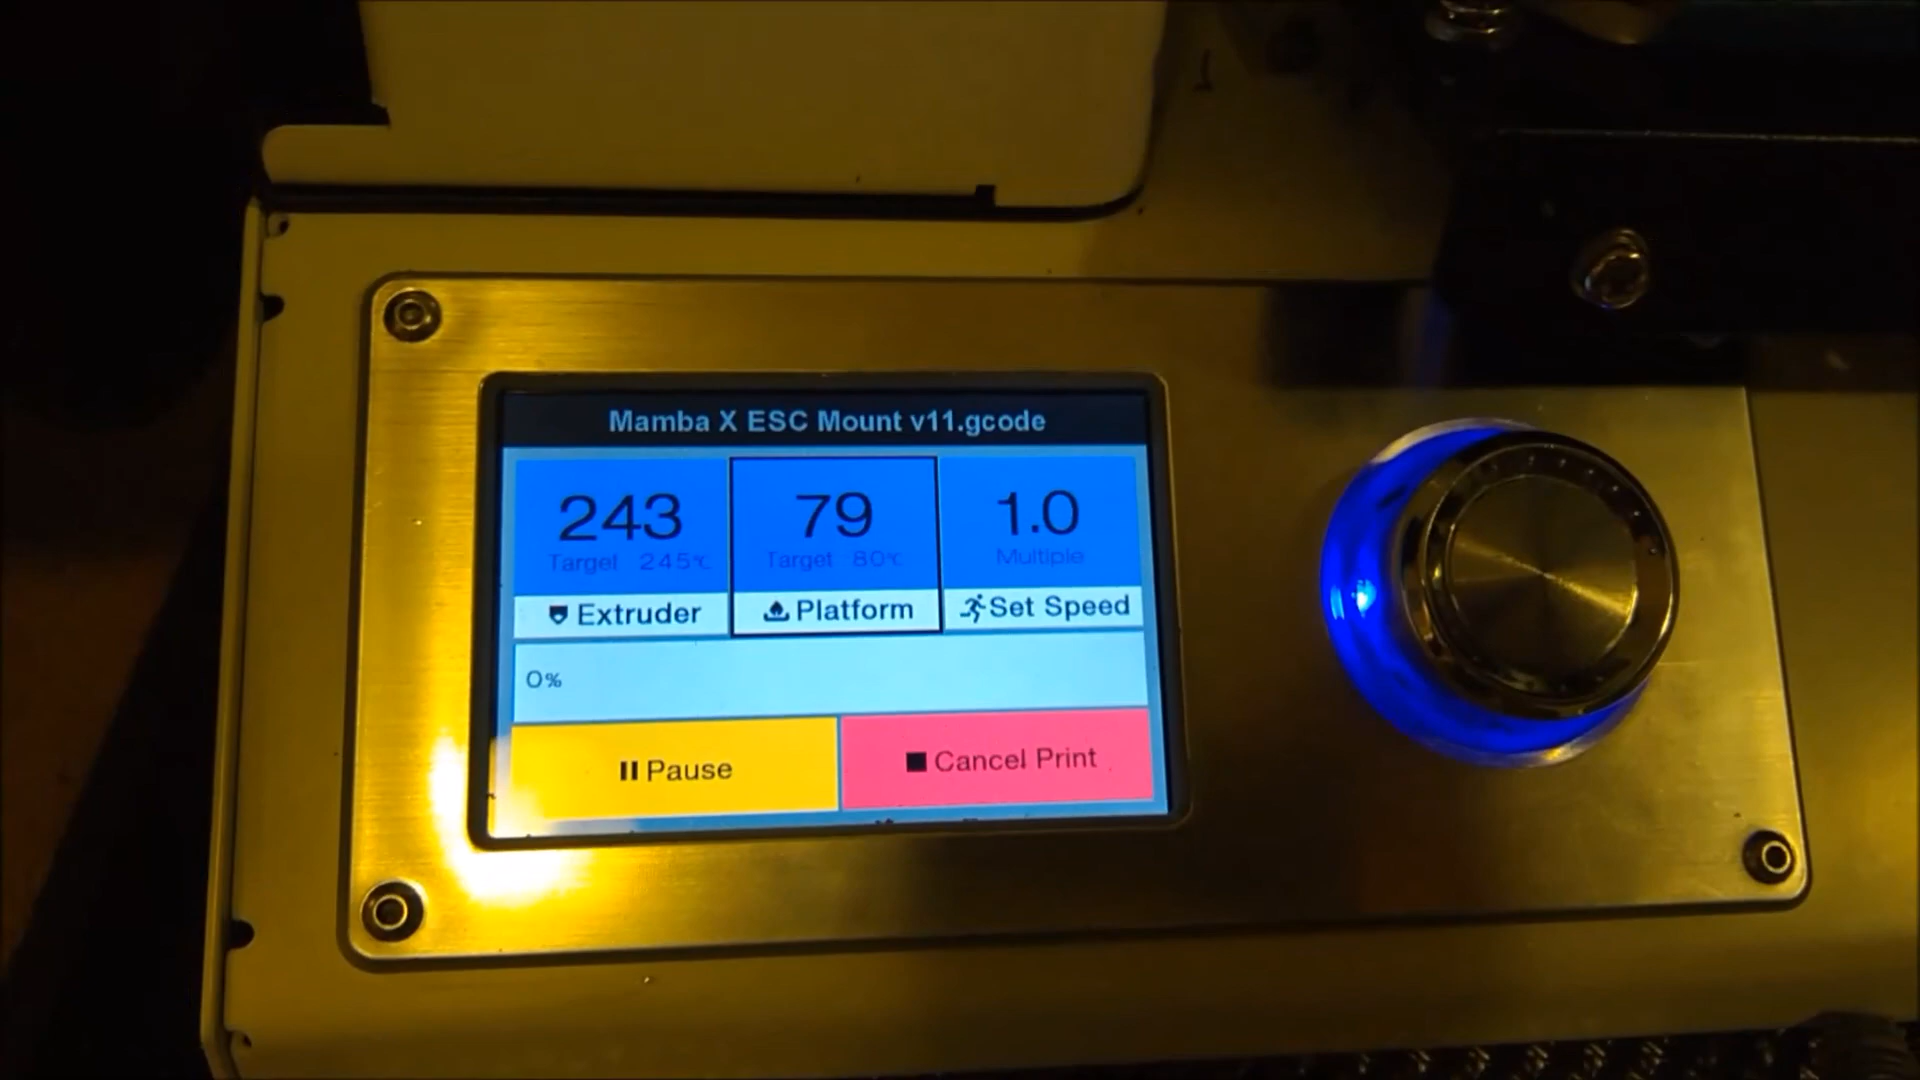 Mamba X ESC Mount v11.gcode
243 79 1.0
Target 245℃ Target 80℃ Multiple
Extruder Platform Set Speed
0%
Pause Cancel Print